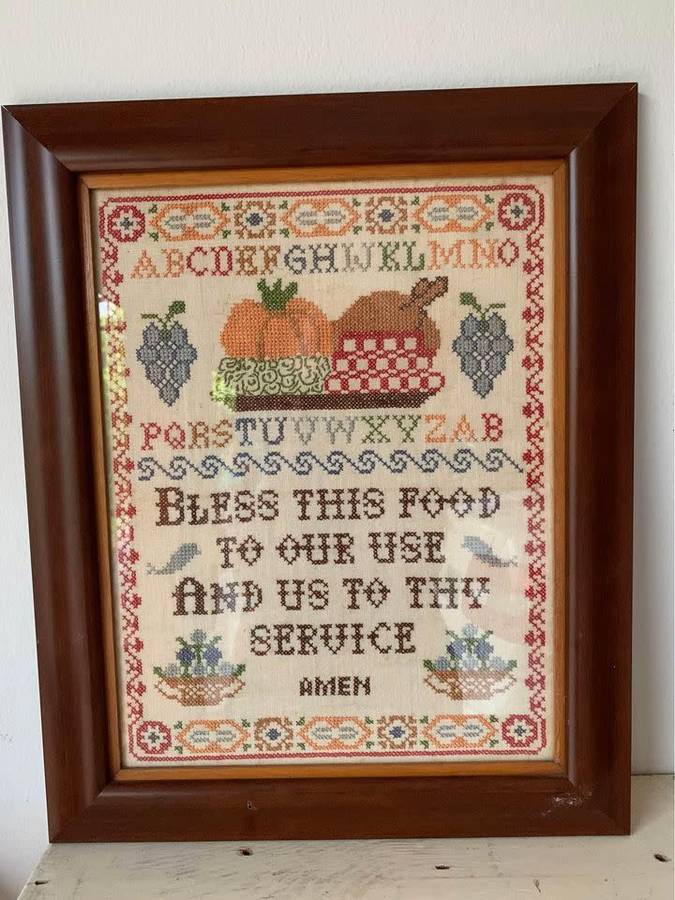 ABCDEFGHIJKLMNO
PQRSTUVWXYZAB
BLESS THIS FOOD
TO OUR USE
AND US TO THY
SERVICE
AMEN